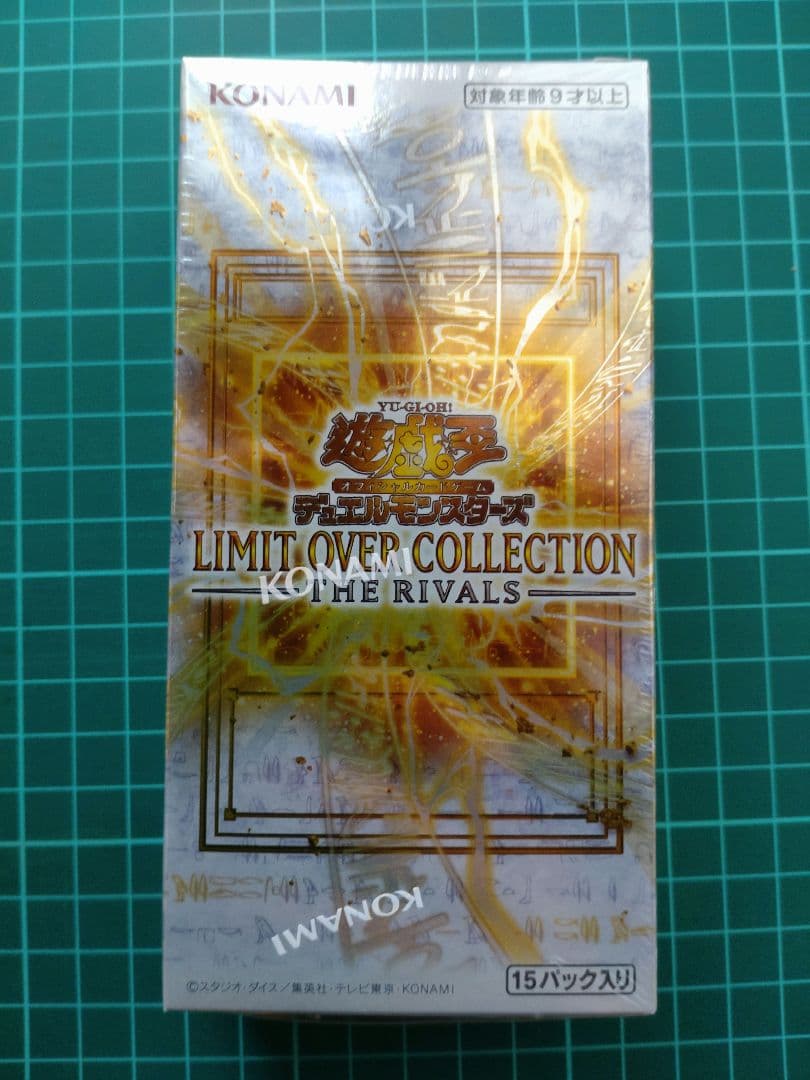 KONAMI
対象年齢9才以上
KONAMI
YU-GI-OH!
遊戯王
オフィシャルカードゲーム
デュエルモンスターズ
LIMIT OVER COLLECTION
KONAMI
THE RIVALS
KONAMI
15パック入り
©スタジオ・ダイス/集英社・テレビ東京・KONAMI